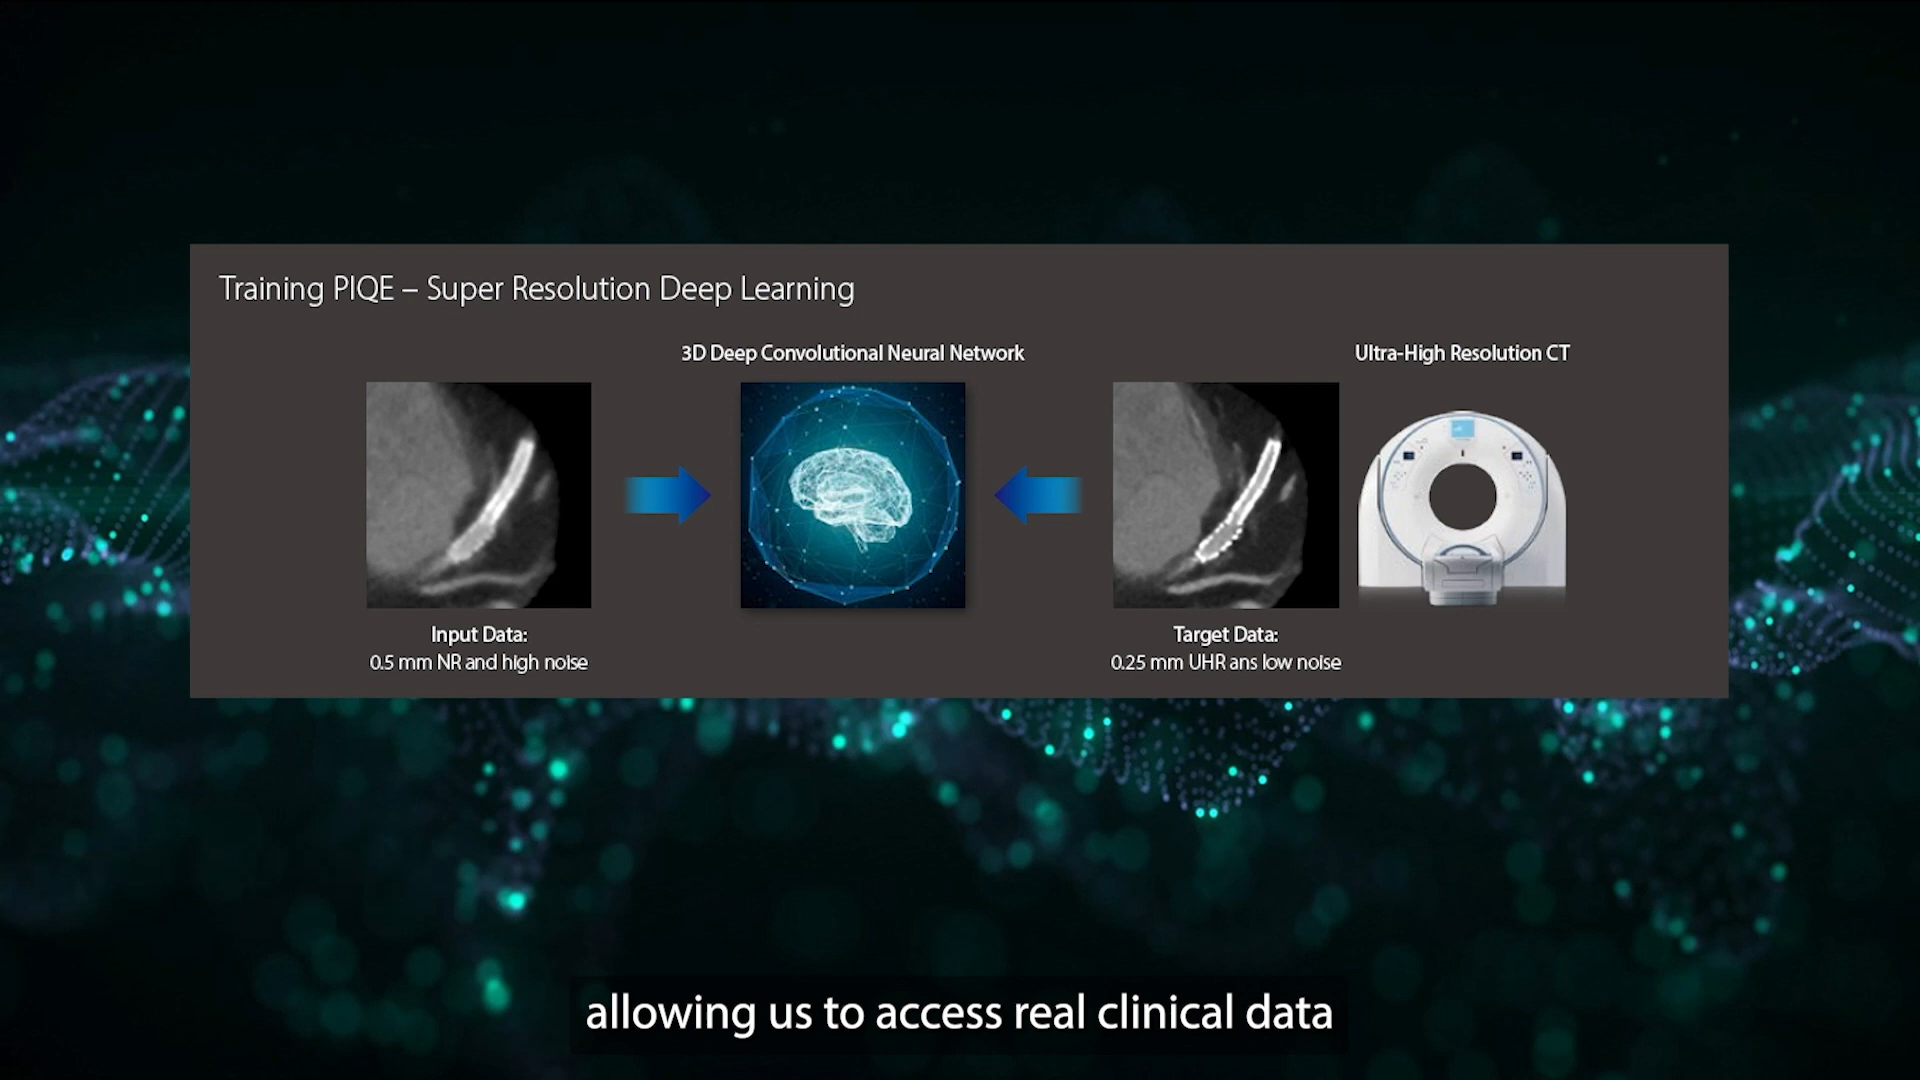 Training PIQE – Super Resolution Deep Learning
3D Deep Convolutional Neural Network
Ultra-High Resolution CT
Input Data:
0.5 mm NR and high noise
Target Data:
0.25 mm UHR ans low noise
allowing us to access real clinical data